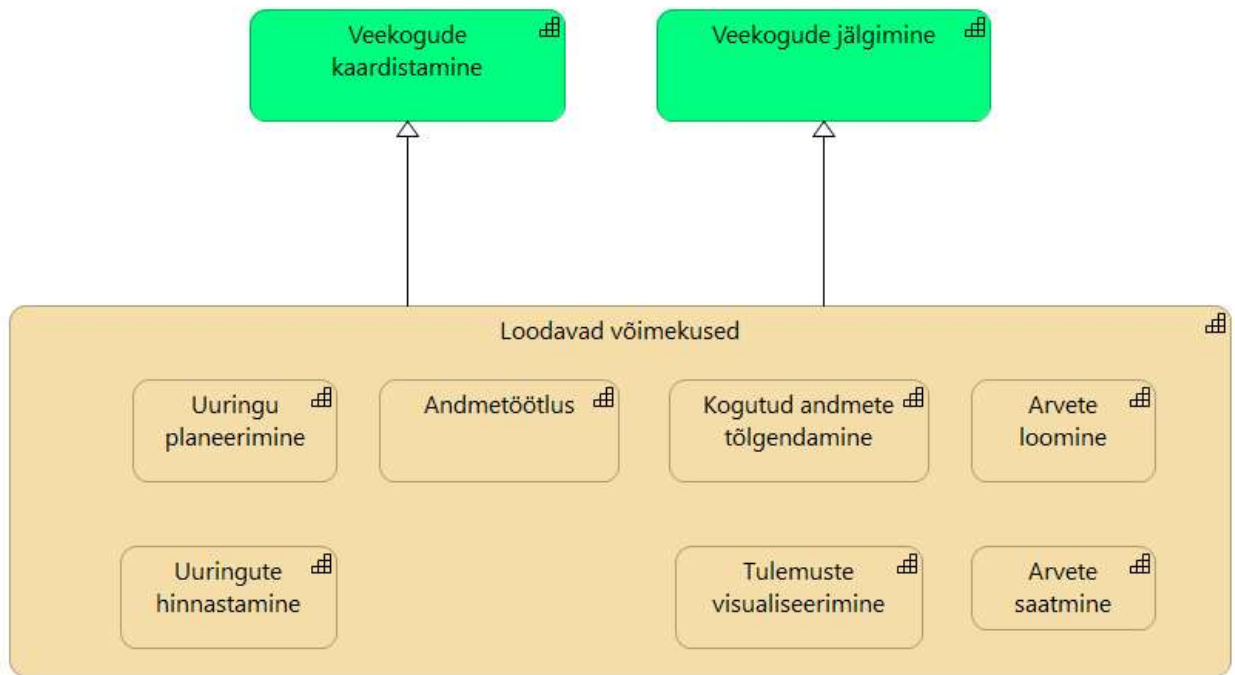 Veekogude
kaardistamine
Veekogude jälgimine
Loodavad võimekused
Uuringu
planeerimine
Andmetöötlus
Kogutud andmete
tõlgendamine
Arvete
loomine
Uuringute
hinnastamine
Tulemuste
visualiseerimine
Arvete
saatmine